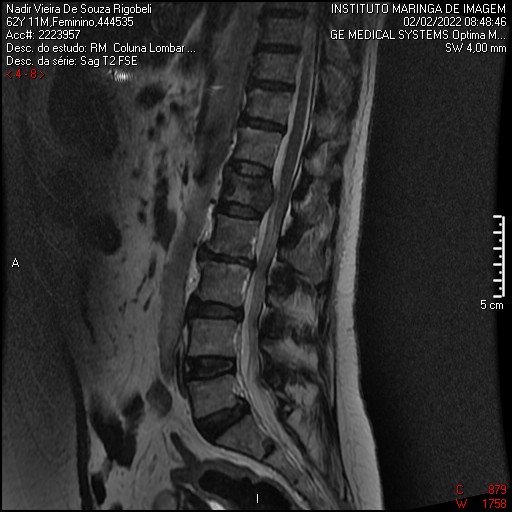 Nadir Vieira De Souza Rigobeli
62Y 11M,Feminino,444535
Acc#: 2223957
Desc. do estudo: RM  Coluna Lombar ...
Desc. da série: Sag T2 FSE
< 4 - 8 >
INSTITUTO MARINGA DE IMAGEM
02/02/2022 08:48:46
GE MEDICAL SYSTEMS Optima M...
SW 4,00 mm
A
5 cm
I
C 879
W 1758